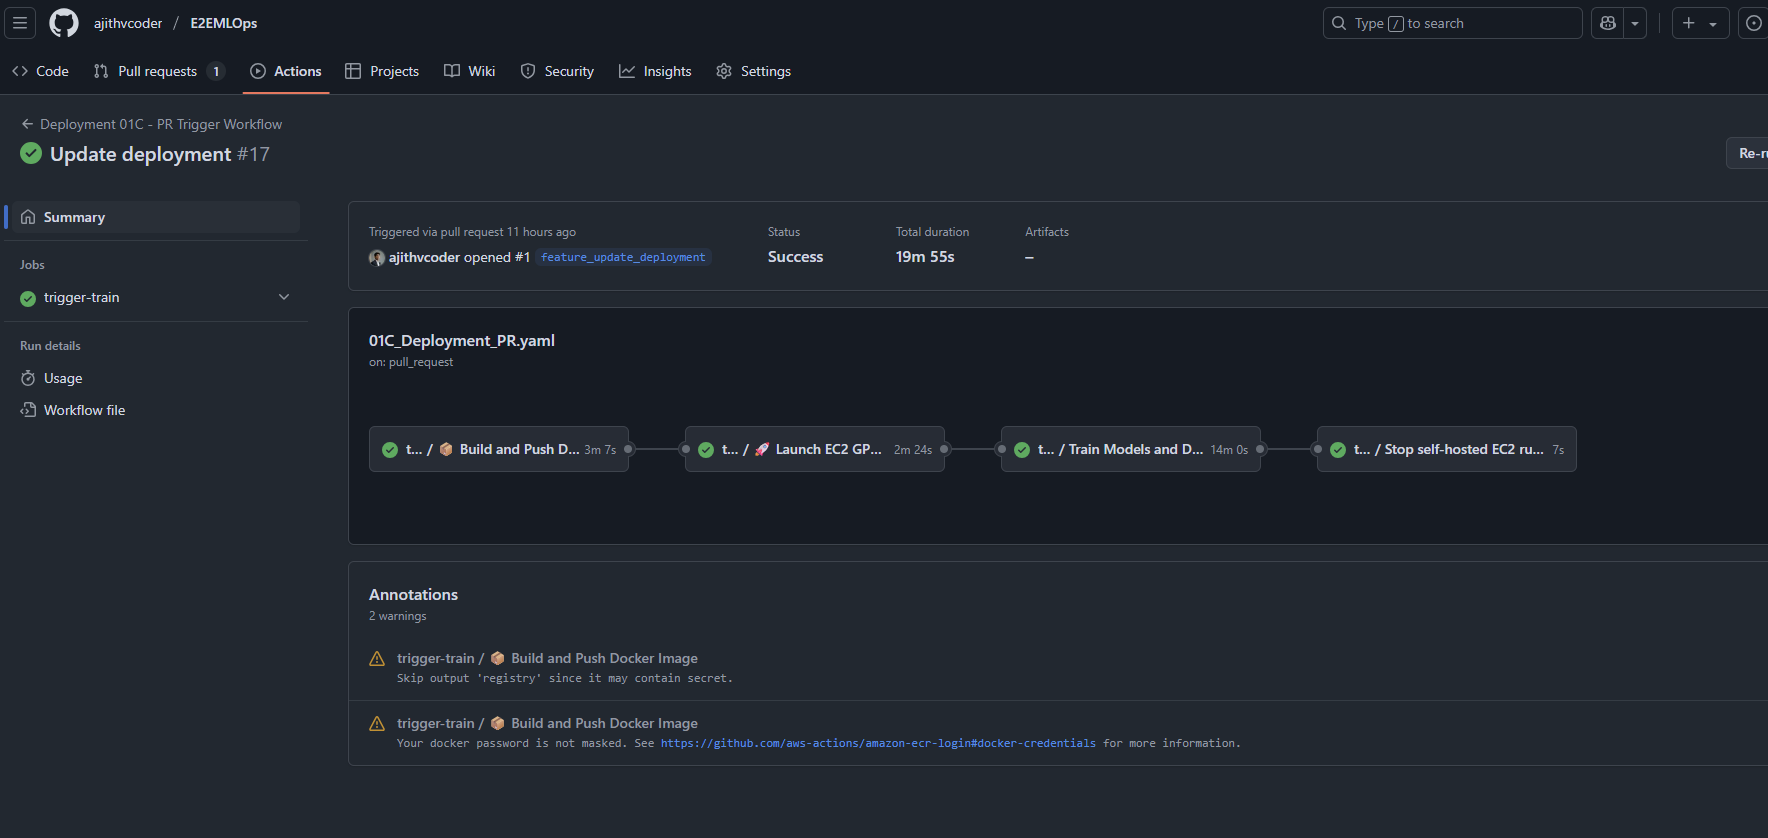 ajithvcoder / E2EMLOps
Type / to search
Code
Pull requests 1
Actions
Projects
Wiki
Security
Insights
Settings
← Deployment 01C - PR Trigger Workflow
Update deployment #17
Re-ru
Summary
Jobs
trigger-train
Run details
Usage
Workflow file
Triggered via pull request 11 hours ago
ajithvcoder opened #1 feature_update_deployment
Status
Success
Total duration
19m 55s
Artifacts
–
01C_Deployment_PR.yaml
on: pull_request
t... / 📦 Build and Push D... 3m 7s
t... / 🚀 Launch EC2 GP... 2m 24s
t... / Train Models and D... 14m 0s
t... / Stop self-hosted EC2 ru... 7s
Annotations
2 warnings
trigger-train / 📦 Build and Push Docker Image
Skip output 'registry' since it may contain secret.
trigger-train / 📦 Build and Push Docker Image
Your docker password is not masked. See https://github.com/aws-actions/amazon-ecr-login#docker-credentials for more information.